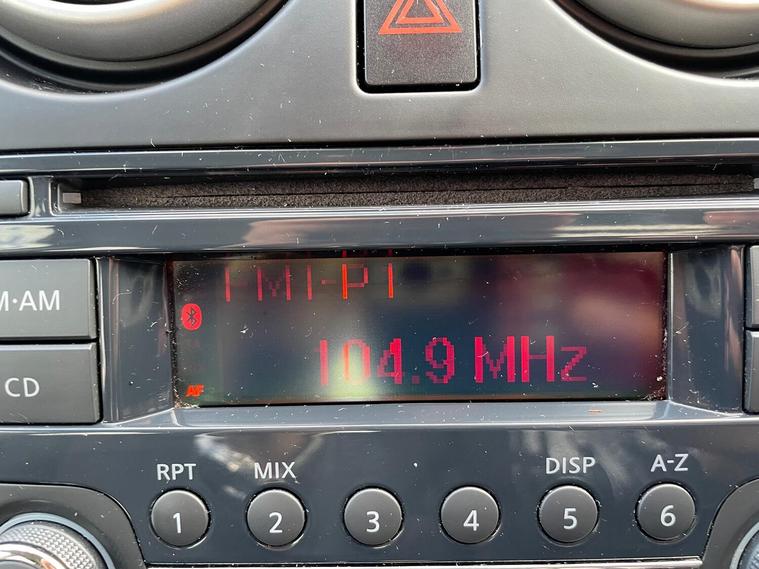 FM1-P1
104.9 MHz
AF
M·AM
CD
RPT MIX DISP A-Z
1 2 3 4 5 6